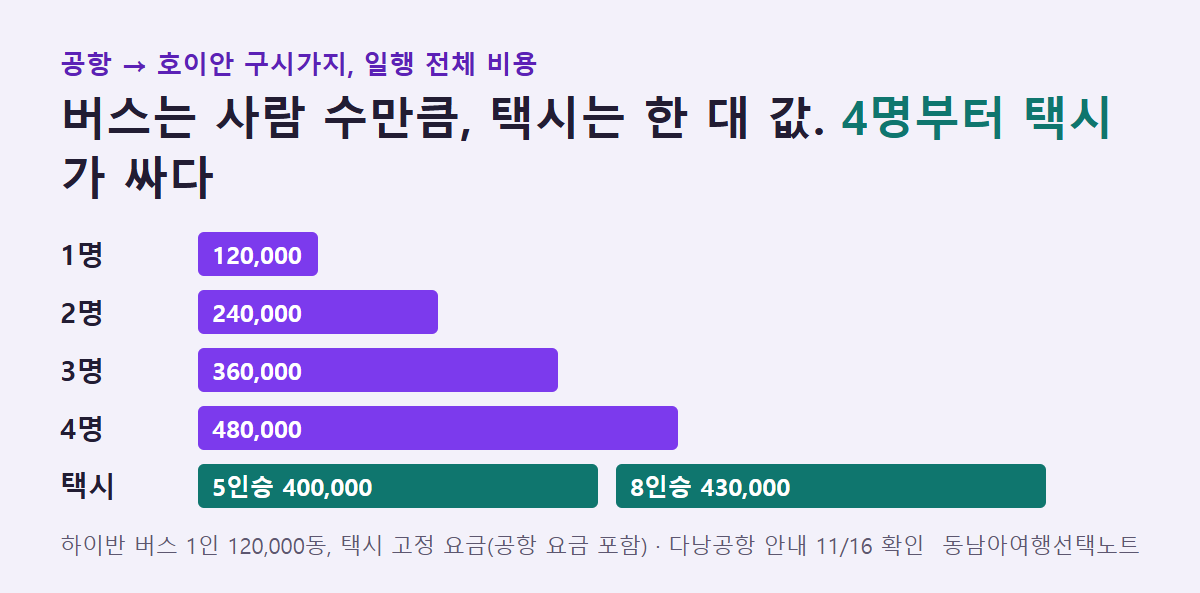 공항 → 호이안 구시가지, 일행 전체 비용
버스는 사람 수만큼, 택시는 한 대 값. 4명부터 택시
가 싸다
1명 120,000
2명 240,000
3명 360,000
4명 480,000
택시 5인승 400,000 8인승 430,000
하이반 버스 1인 120,000동, 택시 고정 요금(공항 요금 포함) · 다낭공항 안내 11/16 확인 동남아여행선택노트